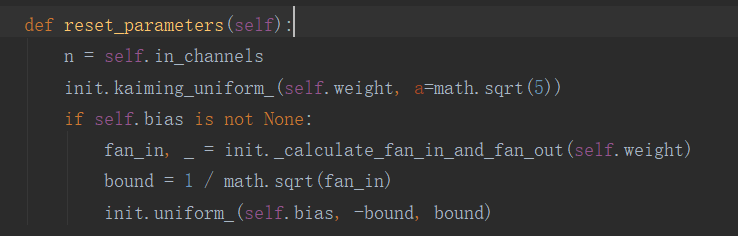 def reset_parameters(self):
n = self.in_channels
init.kaiming_uniform_(self.weight, a=math.sqrt(5))
if self.bias is not None:
fan_in, _ = init._calculate_fan_in_and_fan_out(self.weight)
bound = 1 / math.sqrt(fan_in)
init.uniform_(self.bias, -bound, bound)